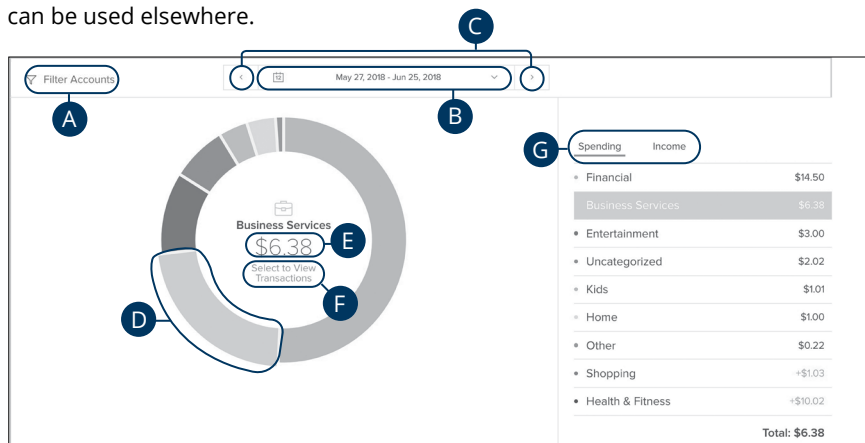 can be used elsewhere.
C
Filter Accounts
< 12 May 27, 2018 - Jun 25, 2018 >
A
B
G
Spending Income
Financial $14.50
Business Services $6.38
Entertainment $3.00
Uncategorized $2.02
Kids $1.01
Home $1.00
Other $0.22
Shopping +$1.03
Health & Fitness +$10.02
Total: $6.38
Business Services
$6.38
E
Select to View
Transactions
F
D